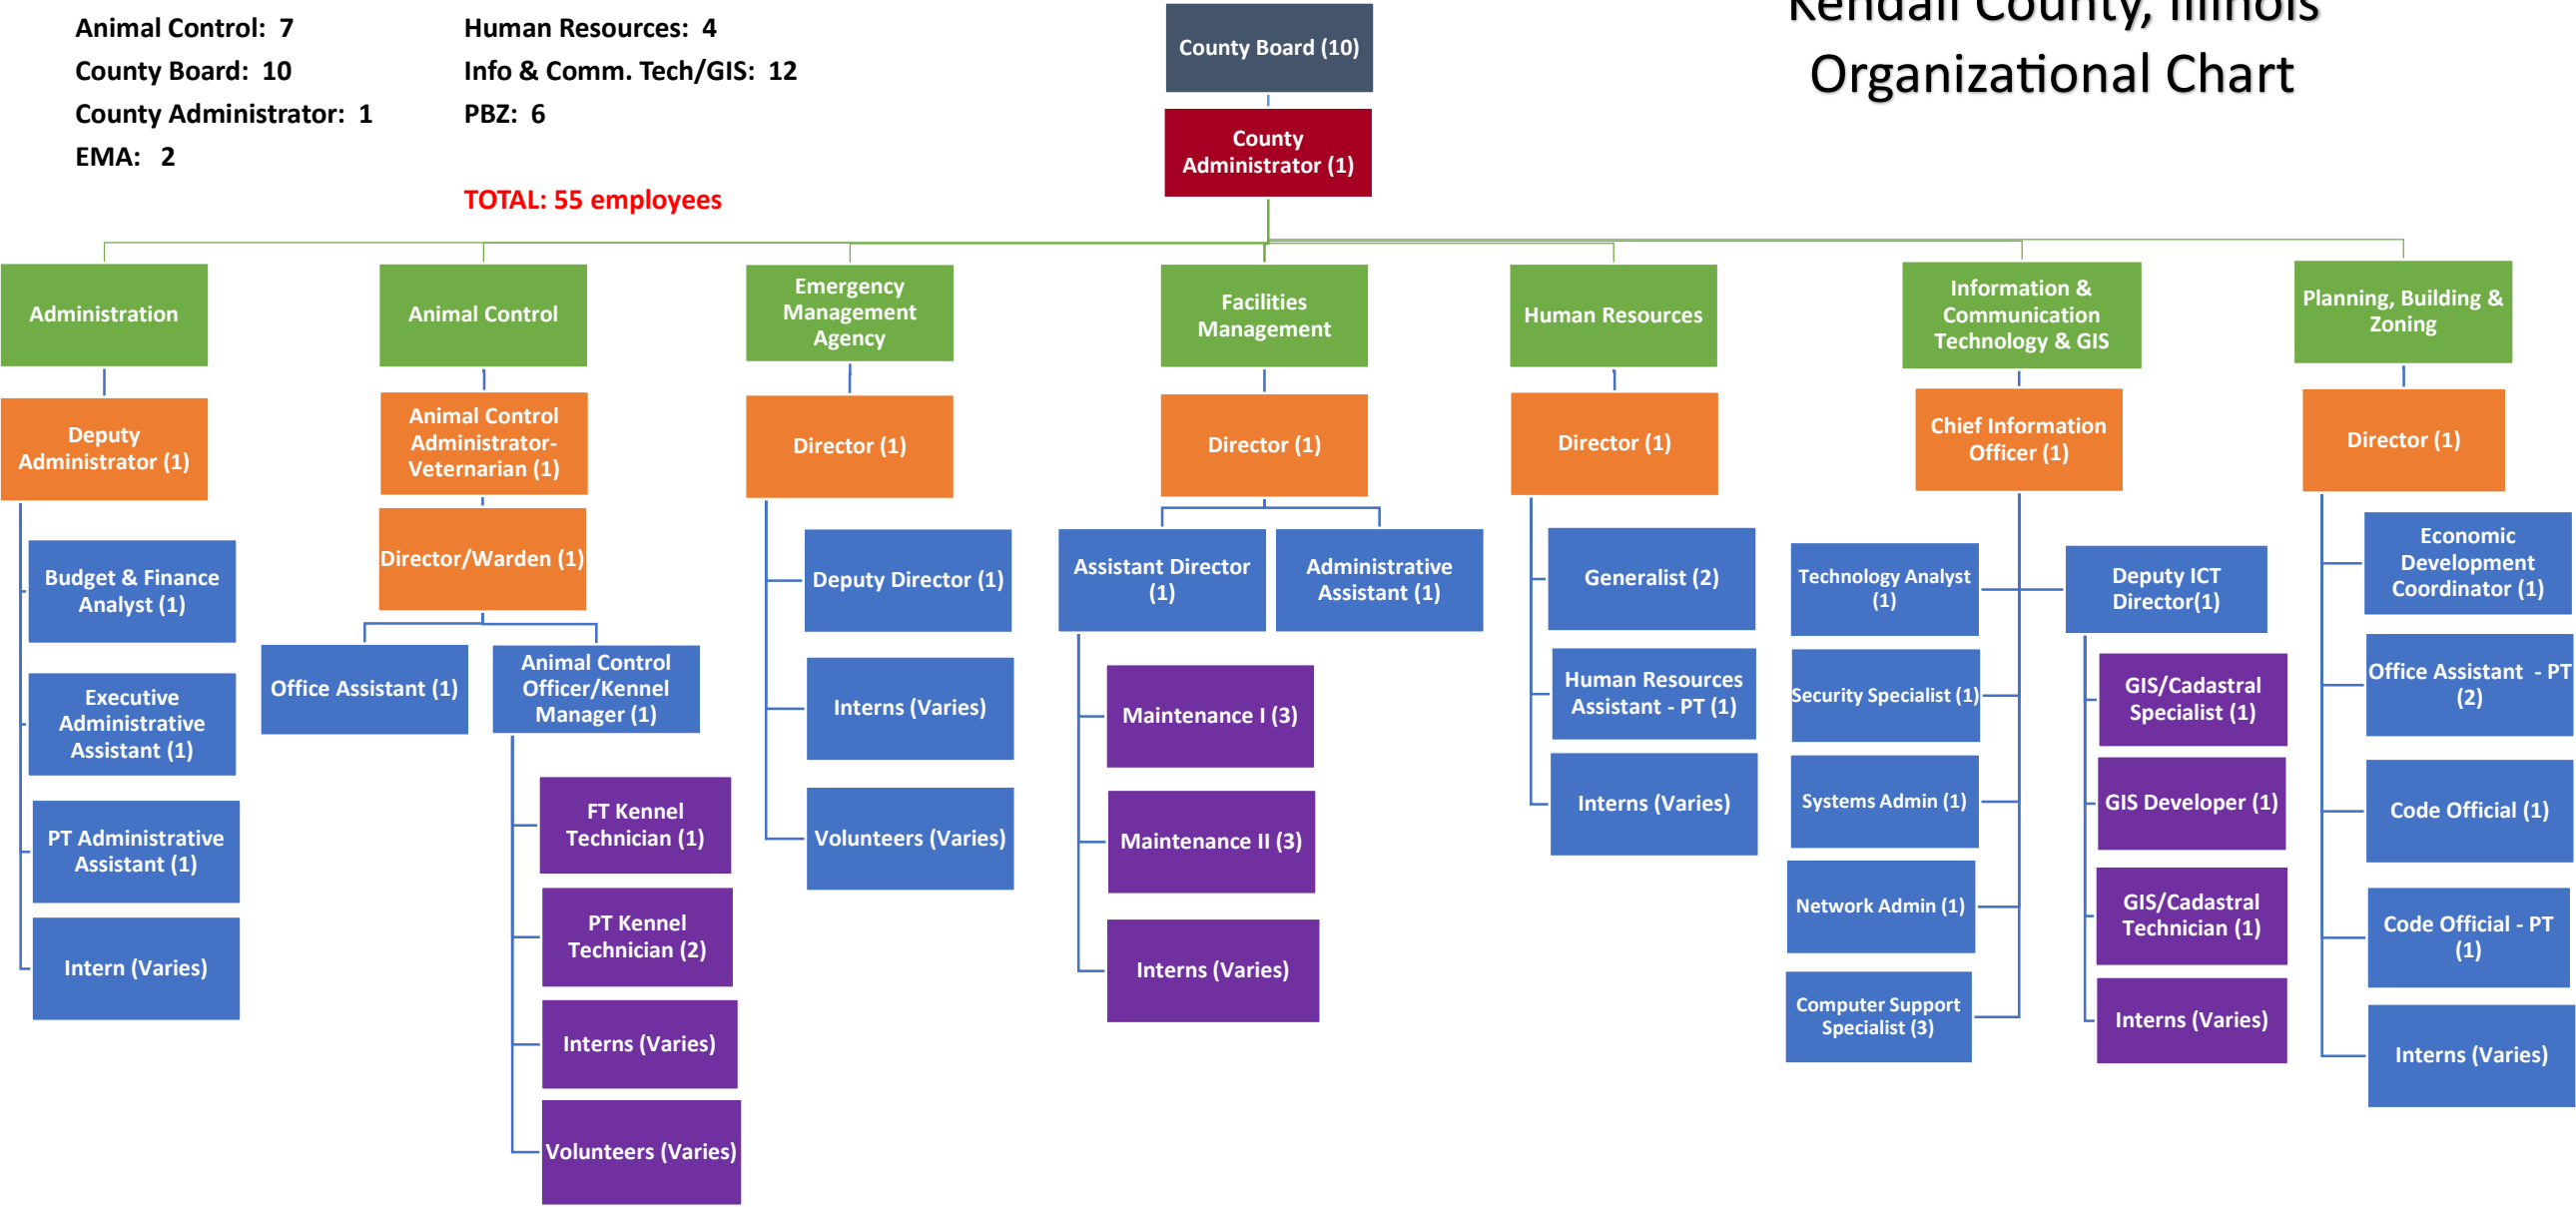 Animal Control: 7
County Board: 10
County Administrator: 1
EMA: 2
Human Resources: 4
Info & Comm. Tech/GIS: 12
PBZ: 6
TOTAL: 55 employees
Kendall County, Illinois
Organizational Chart
County Board (10)
County
Administrator (1)
Administration
Deputy
Administrator (1)
Budget & Finance
Analyst (1)
Executive
Administrative
Assistant (1)
PT Administrative
Assistant (1)
Intern (Varies)
Animal Control
Animal Control
Administrator-
Veternarian (1)
Director/Warden (1)
Office Assistant (1)
Animal Control
Officer/Kennel
Manager (1)
FT Kennel
Technician (1)
PT Kennel
Technician (2)
Interns (Varies)
Volunteers (Varies)
Emergency
Management
Agency
Director (1)
Deputy Director (1)
Interns (Varies)
Volunteers (Varies)
Facilities
Management
Director (1)
Assistant Director
(1)
Administrative
Assistant (1)
Maintenance I (3)
Maintenance II (3)
Interns (Varies)
Human Resources
Director (1)
Generalist (2)
Human Resources
Assistant - PT (1)
Interns (Varies)
Information &
Communication
Technology & GIS
Chief Information
Officer (1)
Technology Analyst
(1)
Security Specialist (1)
Systems Admin (1)
Network Admin (1)
Computer Support
Specialist (3)
Deputy ICT
Director(1)
GIS/Cadastral
Specialist (1)
GIS Developer (1)
GIS/Cadastral
Technician (1)
Interns (Varies)
Planning, Building &
Zoning
Director (1)
Economic
Development
Coordinator (1)
Office Assistant - PT
(2)
Code Official (1)
Code Official - PT
(1)
Interns (Varies)